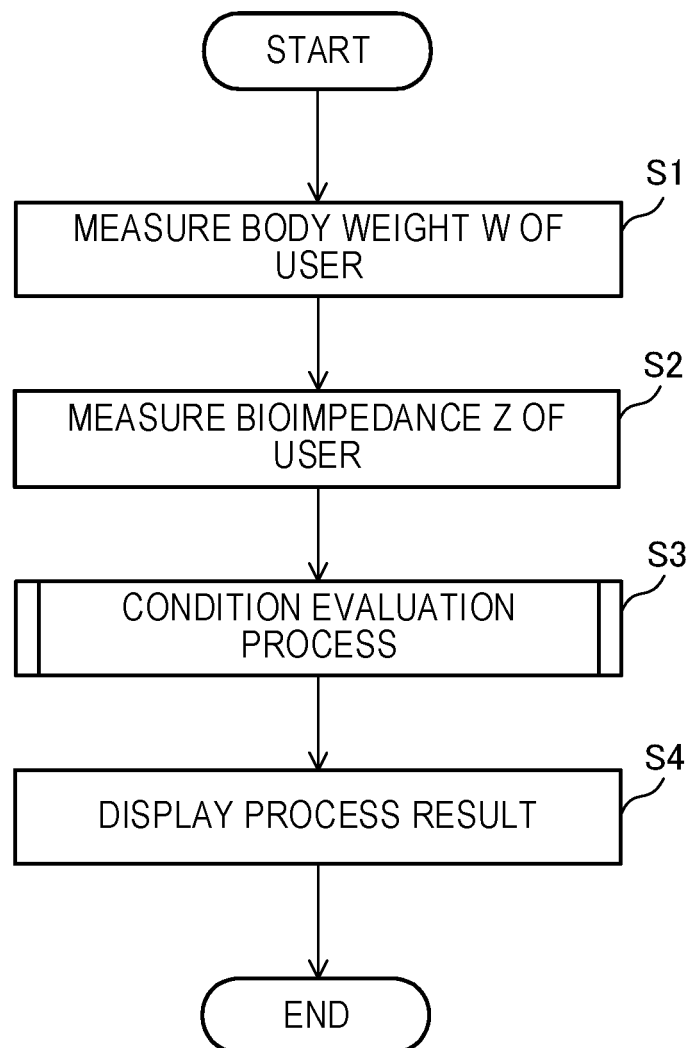 START
S1
MEASURE BODY WEIGHT W OF
USER
S2
MEASURE BIOIMPEDANCE Z OF
USER
S3
CONDITION EVALUATION
PROCESS
S4
DISPLAY PROCESS RESULT
END